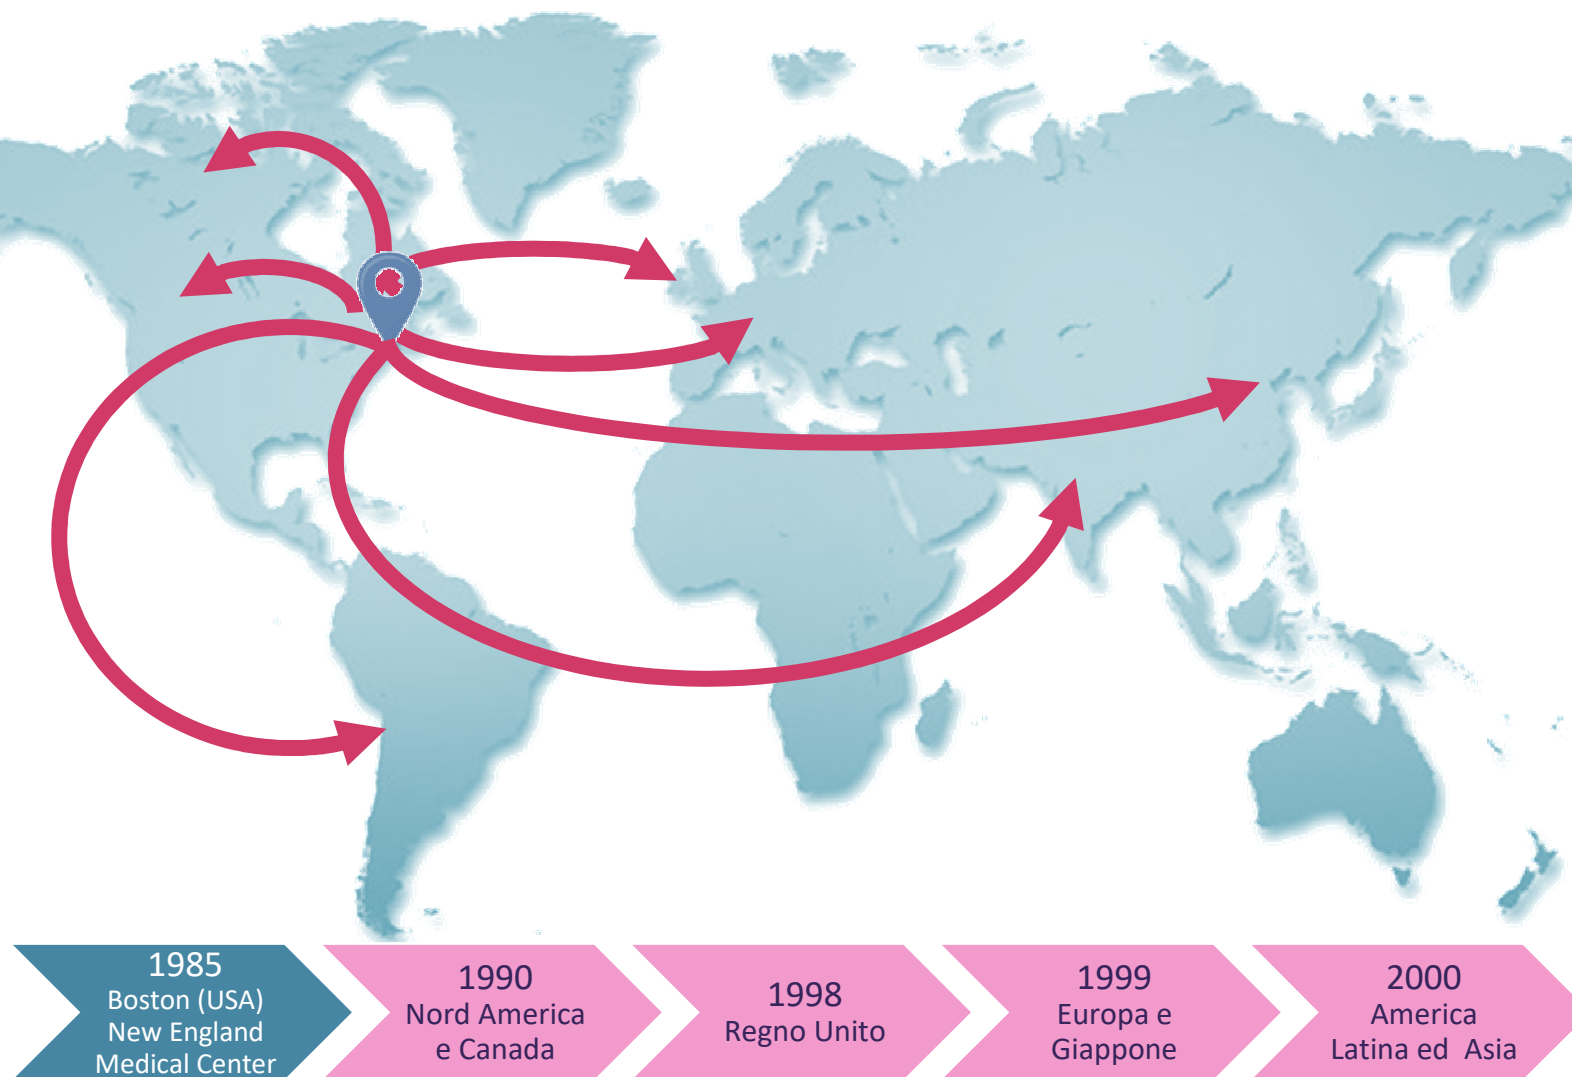 1985
Boston (USA)
New England
Medical Center
1990
Nord America
e Canada
1998
Regno Unito
1999
Europa e
Giappone
2000
America
Latina ed  Asia